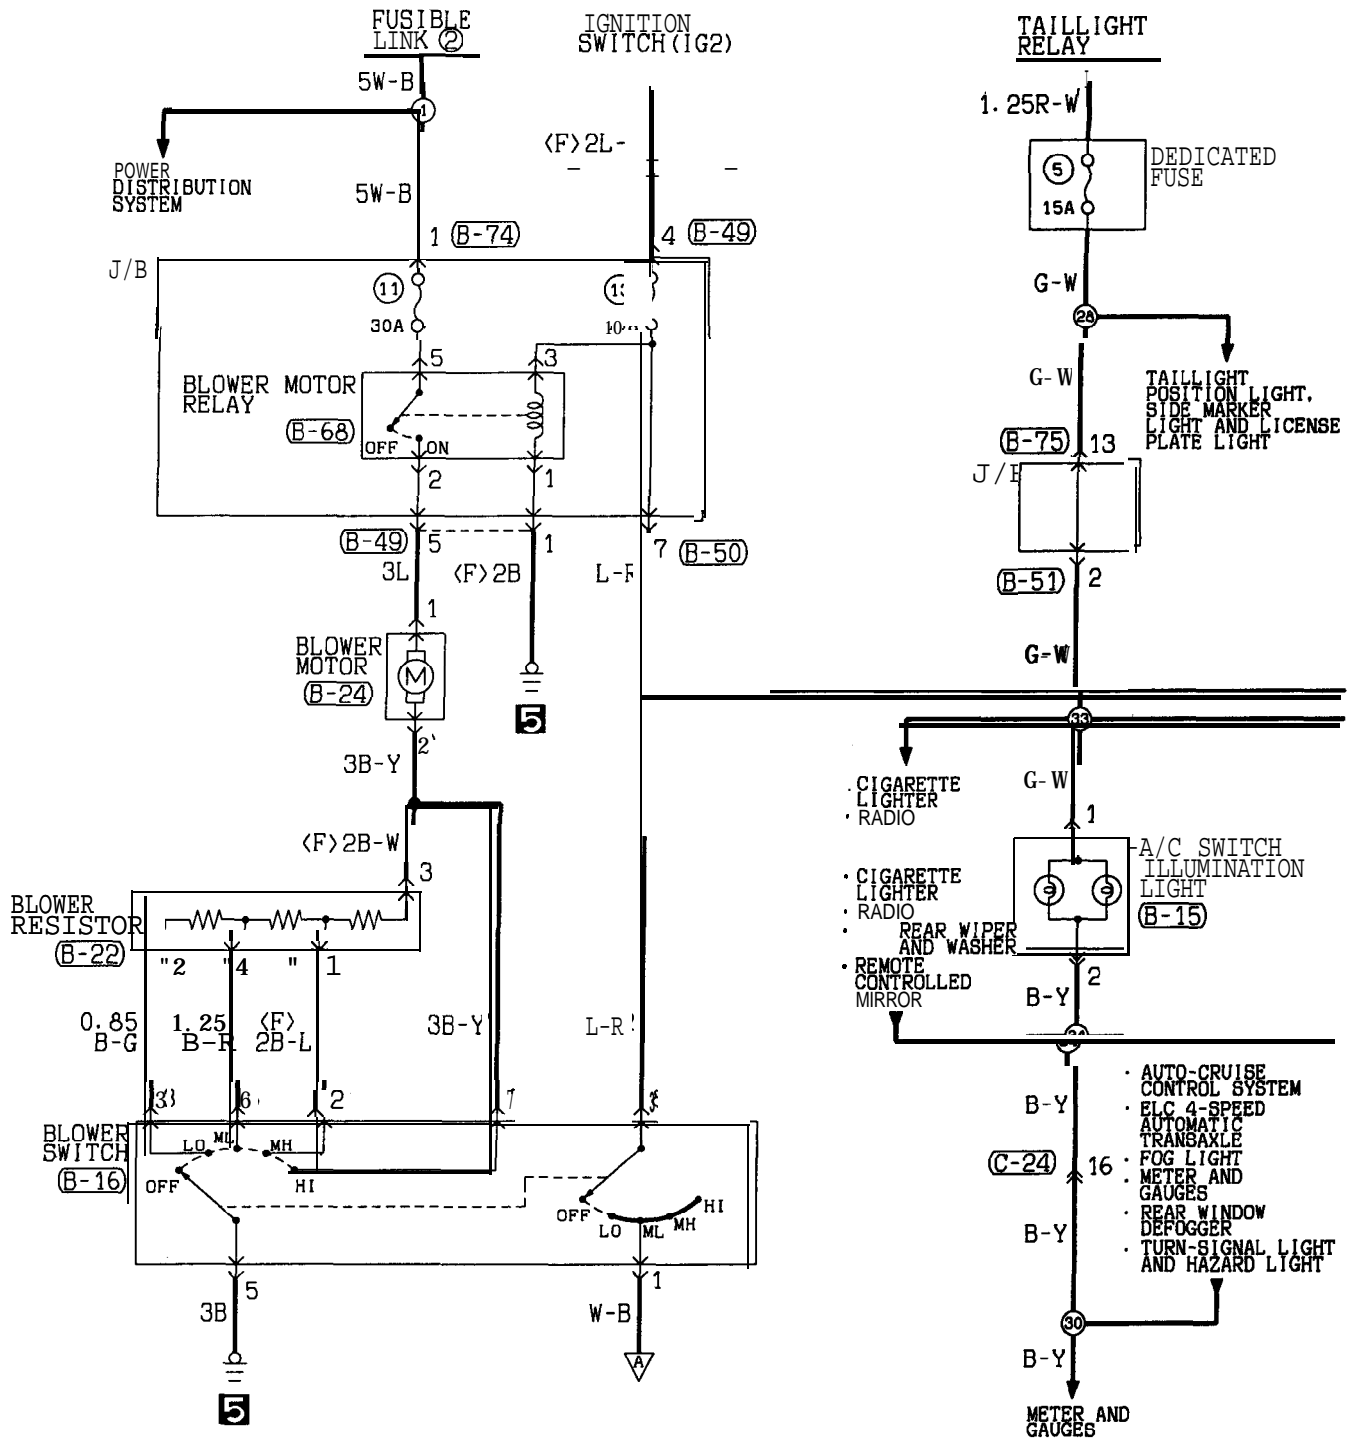 FUSIBLE
LINK ②
IGNITION
SWITCH(IG2)
TAILLIGHT
RELAY
5W-B
1
1.25R-W
<F>2L-
POWER
DISTRIBUTION
SYSTEM
5W-B
5
15A
DEDICATED
FUSE
1 B-74
4 B-49
J/B
G-W
11
30A
28
5
3
BLOWER MOTOR
RELAY
B-68
OFF ON
2
1
G-W
TAILLIGHT
POSITION LIGHT,
SIDE MARKER
LIGHT AND LICENSE
PLATE LIGHT
B-75 13
B-49 5
1
7 B-50
3L
<F>2B
B-51 2
1
BLOWER
MOTOR
B-24
M
5
G-W
33
2
3B-Y
G-W
· CIGARETTE
LIGHTER
· RADIO
1
<F>2B-W
3
A/C SWITCH
ILLUMINATION
LIGHT
B-15
· CIGARETTE
LIGHTER
· RADIO
· REAR WIPER
AND WASHER
· REMOTE
CONTROLLED
MIRROR
BLOWER
RESISTOR
B-22
"2 "4 " 1
2
B-Y
0.85
B-G
1.25
B-R
<F>
2B-L
3B-Y
L-R
3
6
2
B-Y
· AUTO-CRUISE
CONTROL SYSTEM
· ELC 4-SPEED
AUTOMATIC
TRANSAXLE
· FOG LIGHT
· METER AND
GAUGES
· REAR WINDOW
DEFOGGER
· TURN-SIGNAL LIGHT
AND HAZARD LIGHT
BLOWER
SWITCH
B-16
LO ML MH
OFF HI
OFF LO ML MH HI
C-24 16
B-Y
5
3B
1
W-B
A
5
30
B-Y
METER AND
GAUGES